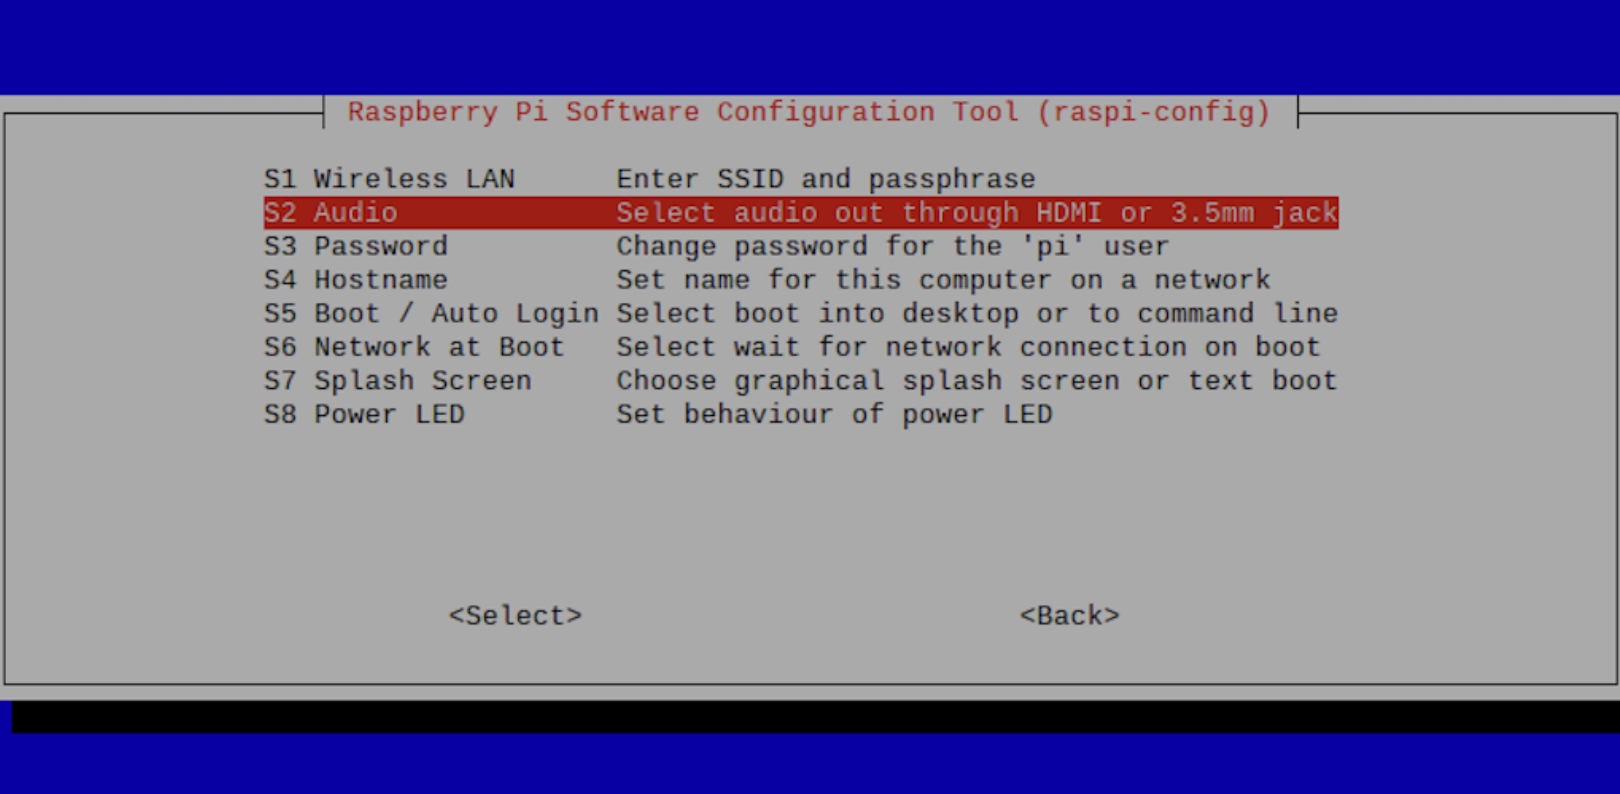 Raspberry Pi Software Configuration Tool (raspi-config)
S1 Wireless LAN Enter SSID and passphrase
S2 Audio Select audio out through HDMI or 3.5mm jack
S3 Password Change password for the 'pi' user
S4 Hostname Set name for this computer on a network
S5 Boot / Auto Login Select boot into desktop or to command line
S6 Network at Boot Select wait for network connection on boot
S7 Splash Screen Choose graphical splash screen or text boot
S8 Power LED Set behaviour of power LED
<Select> <Back>